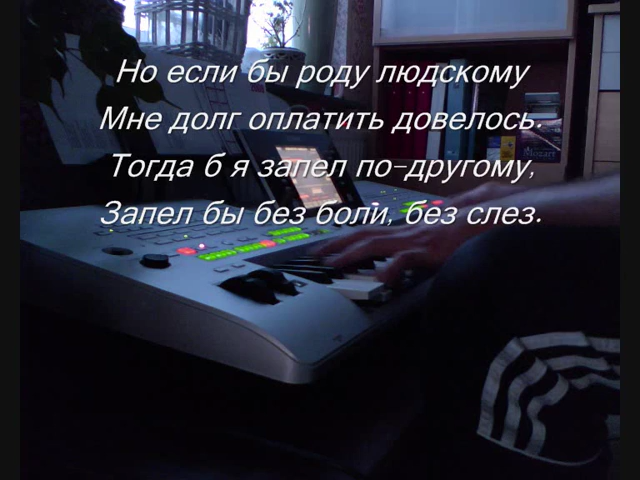 Но если бы роду людскому
Мне долг оплатить довелось.
Тогда б я запел по-другому,
Запел бы без боли, без слез.
Mozart